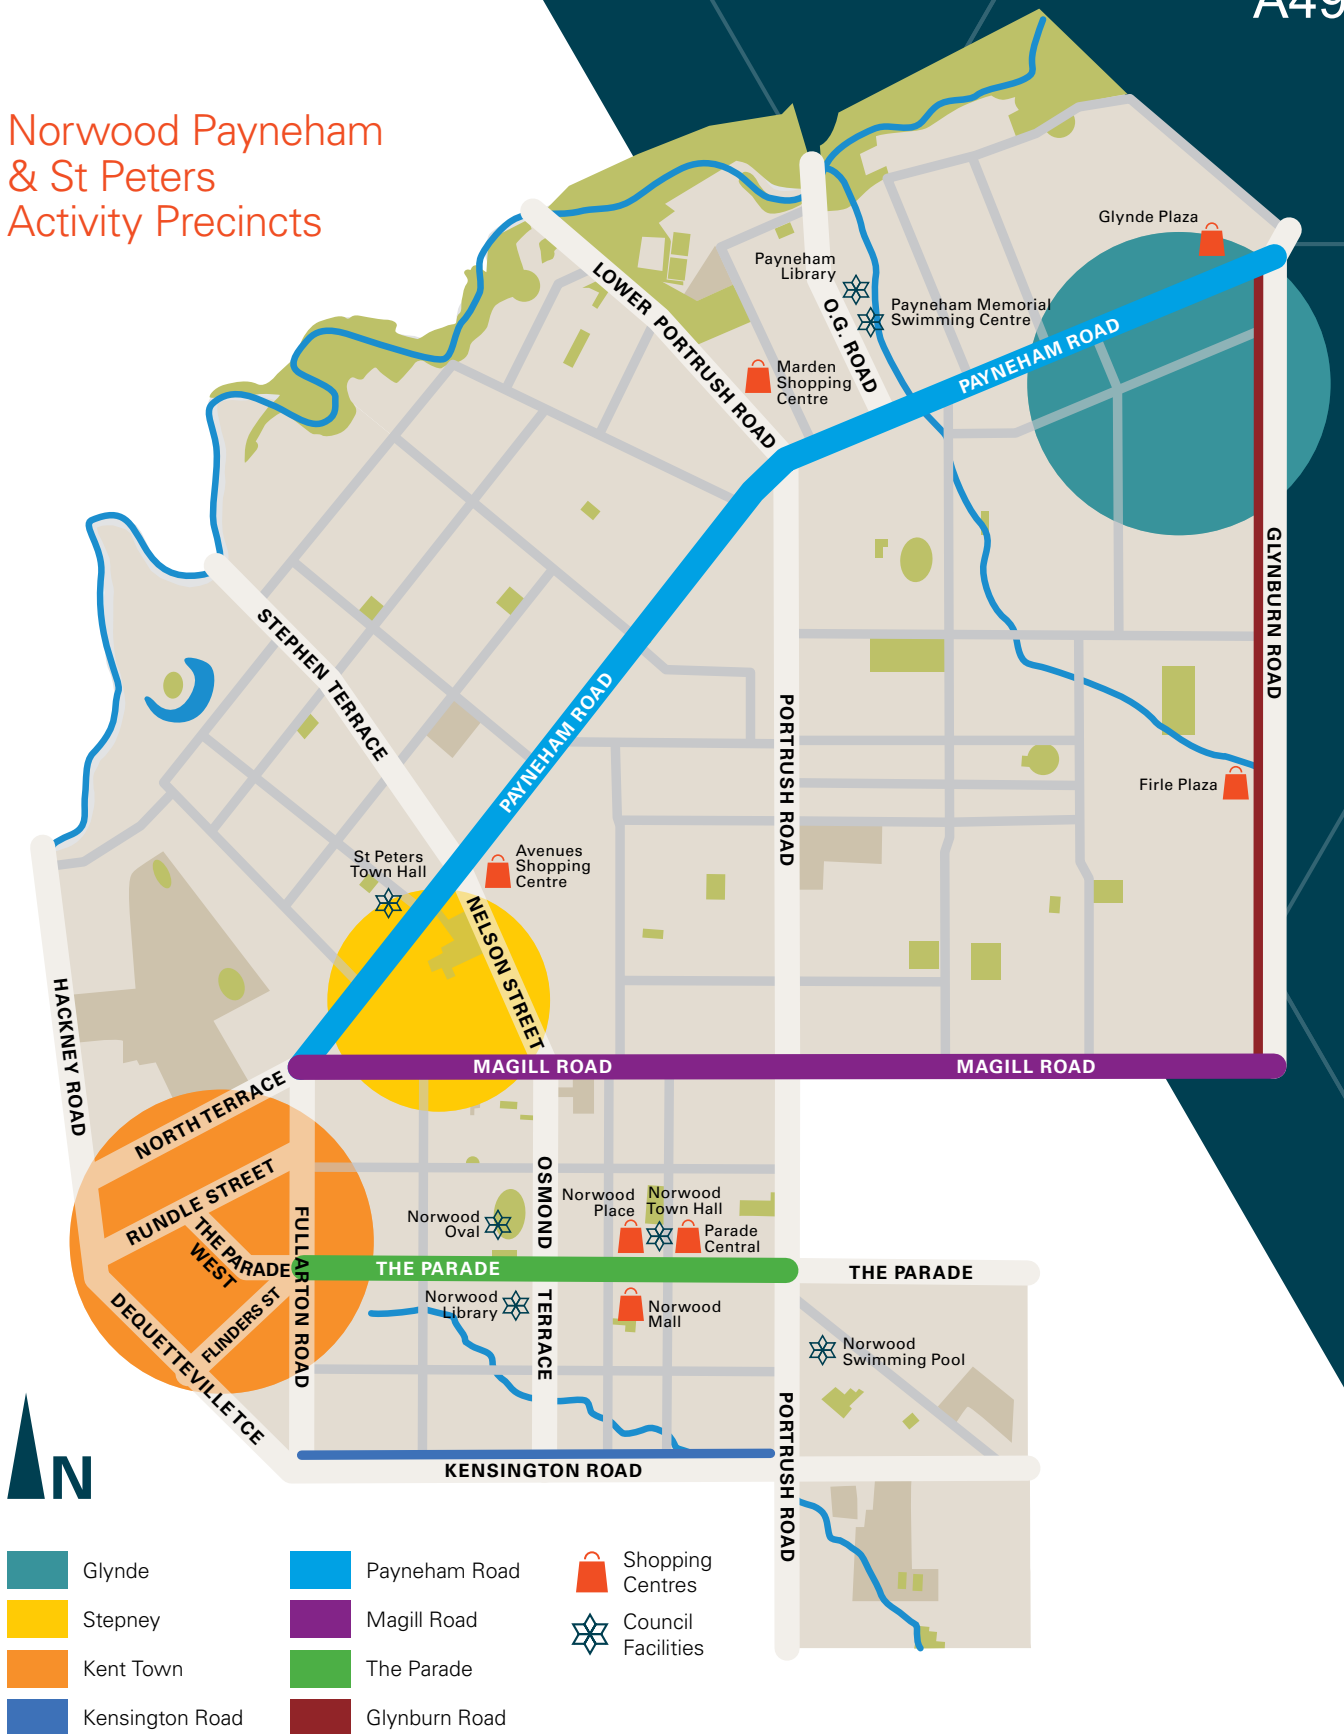 A49
Norwood Payneham
& St Peters
Activity Precincts
Glynde Plaza
Payneham
Library
Payneham Memorial
Swimming Centre
LOWER PORTRUSH ROAD
O.G. ROAD
PAYNEHAM ROAD
Marden
Shopping
Centre
STEPHEN TERRACE
GLYNBURN ROAD
PAYNEHAM ROAD
PORTRUSH ROAD
Firle Plaza
St Peters
Town Hall
Avenues
Shopping
Centre
NELSON STREET
HACKNEY ROAD
MAGILL ROAD
MAGILL ROAD
NORTH TERRACE
RUNDLE STREET
THE PARADE
WEST
FULLARTON ROAD
OSMOND TERRACE
Norwood
Place
Norwood
Town Hall
Parade
Central
Norwood
Oval
THE PARADE
THE PARADE
FLINDERS ST
DEQUETTEVILLE TCE
Norwood
Library
Norwood
Mall
Norwood
Swimming Pool
PORTRUSH ROAD
KENSINGTON ROAD
N
Glynde
Stepney
Kent Town
Kensington Road
Payneham Road
Magill Road
The Parade
Glynburn Road
Shopping
Centres
Council
Facilities